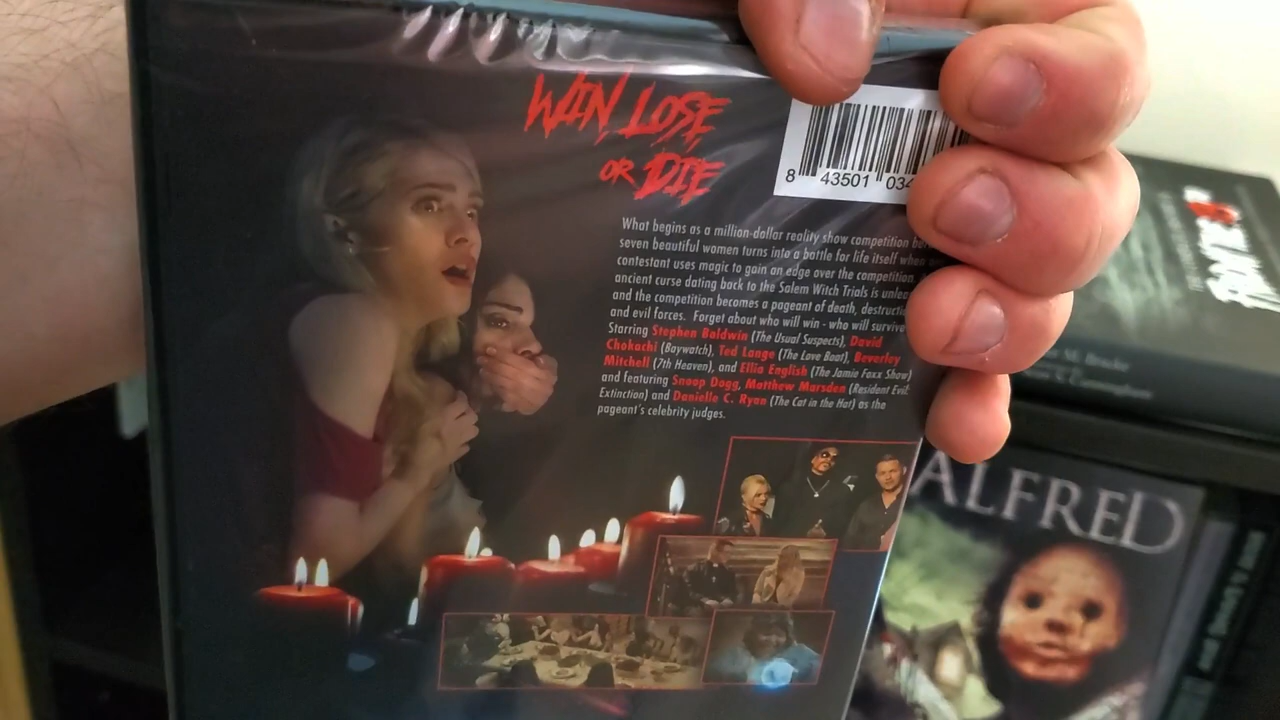 WIN, LOSE
OR DIE
8 43501 034
What begins as a million-dollar reality show competition
seven beautiful women turns into a battle for life itself when
contestant uses magic to gain an edge over the competition
ancient curse dating back to the Salem Witch Trials is
and the competition becomes a pageant of death,
and evil forces. Forget about who will win - who will survive
Starring Stephen Baldwin (The Usual Suspects), David
Chokachi (Baywatch), Ted Lange (The Love Boat), Beverley
Mitchell (7th Heaven), and Ellia English (The Jamie Foxx Show)
and featuring Snoop Dogg, Matthew Marsden (Resident Evil:
Extinction) and Danielle C. Ryan (The Cat in the Hat) as the
pageant's celebrity judges.
ALFRED